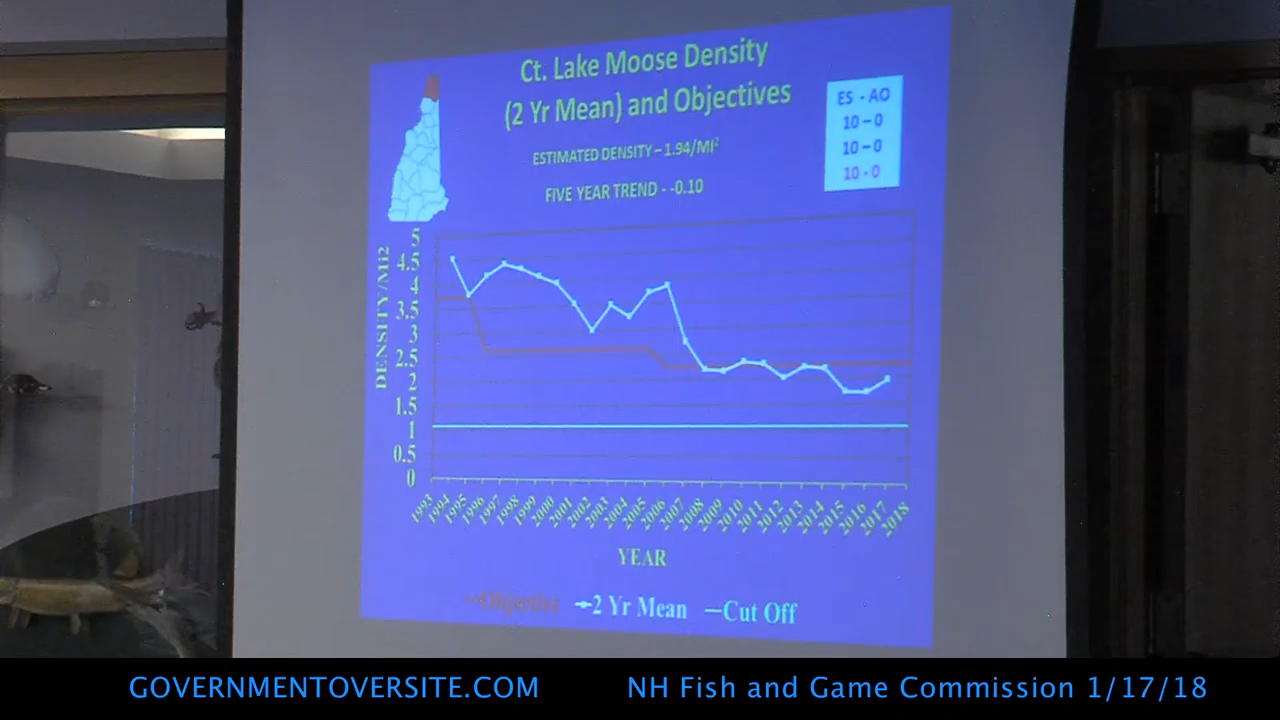 Ct. Lake Moose Density
(2 Yr Mean) and Objectives
ESTIMATED DENSITY – 1.94/MI²
FIVE YEAR TREND - -0.10
ES - AO
10 – 0
10 – 0
10 - 0
DENSITY/Mi2
5
4.5
4
3.5
3
2.5
2
1.5
1
0.5
0
1993 1994 1995 1996 1997 1998 1999 2000 2001 2002 2003 2004 2005 2006 2007 2008 2009 2010 2011 2012 2013 2014 2015 2016 2017 2018
YEAR
Objective 2 Yr Mean Cut Off
GOVERNMENTOVERSITE.COM NH Fish and Game Commission 1/17/18